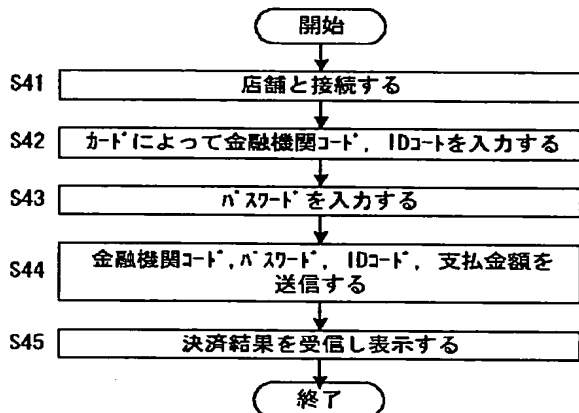 開始
S41 店舗と接続する
S42 ｶｰﾄﾞによって金融機関ｺｰﾄﾞ, IDｺｰﾄを入力する
S43 ﾊﾟｽﾜｰﾄﾞを入力する
S44 金融機関ｺｰﾄﾞ,ﾊﾟｽﾜｰﾄﾞ, IDｺｰﾄﾞ, 支払金額を
送信する
S45 決済結果を受信し表示する
終了